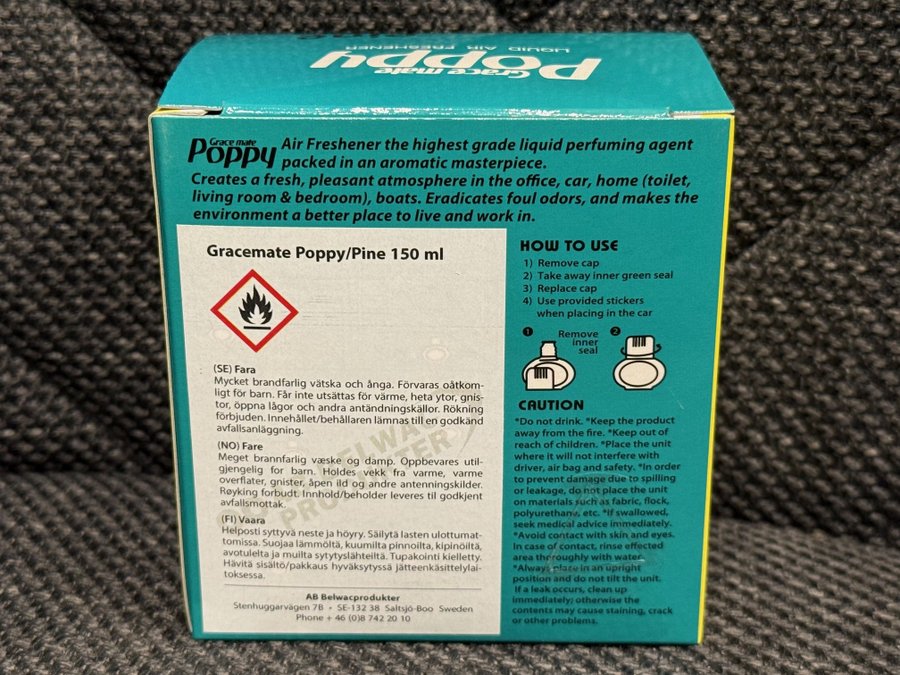 Grace mate
Poppy
LIQUID AIR FRESHENER
Grace mate
Poppy Air Freshener the highest grade liquid perfuming agent
packed in an aromatic masterpiece.
Creates a fresh, pleasant atmosphere in the office, car, home (toilet,
living room & bedroom), boats. Eradicates foul odors, and makes the
environment a better place to live and work in.
Gracemate Poppy/Pine 150 ml
(SE) Fara
Mycket brandfarlig vätska och ånga. Förvaras oåtkom-
ligt för barn. Får inte utsättas för värme, heta ytor, gnis-
tor, öppna lågor och andra antändningskällor. Rökning
förbjuden. Innehållet/behållaren lämnas till en godkänd
avfallsanläggning.
(NO) Fare
Meget brannfarlig væske og damp. Oppbevares util-
gjengelig for barn. Holdes vekk fra varme, varme
overflater, gnister, åpen ild og andre antenningskilder.
Røyking forbudt. Innhold/beholder leveres til godkjent
avfallsmottak.
(FI) Vaara
Helposti syttyvä neste ja höyry. Säilytä lasten ulottumat-
tomissa. Suojaa lämmöltä, kuumilta pinnoilta, kipinöiltä,
avotulelta ja muilta sytytyslähteiltä. Tupakointi kielletty.
Hävitä sisältö/pakkaus hyväksytyssä jätteenkäsittelylai-
toksessa.
AB Belwacprodukter
Stenhuggarvägen 7B • SE-132 38 Saltsjö-Boo Sweden
Phone + 46 (0)8 742 20 10
HOW TO USE
1) Remove cap
2) Take away inner green seal
3) Replace cap
4) Use provided stickers
when placing in the car
1 Remove
inner
seal
2
CAUTION
*Do not drink. *Keep the product
away from the fire. *Keep out of
reach of children. *Place the unit
where it will not interfere with
driver, air bag and safety. *In order
to prevent damage due to spilling
or leakage, do not place the unit
on materials such as fabric, flock,
polyurethane, etc. *If swallowed,
seek medical advice immediately.
*Avoid contact with skin and eyes.
In case of contact, rinse effected
area thoroughly with water.
*Always place in an upright
position and do not tilt the unit.
If a leak occurs, clean up
immediately; otherwise the
contents may cause staining, crack
or other problems.